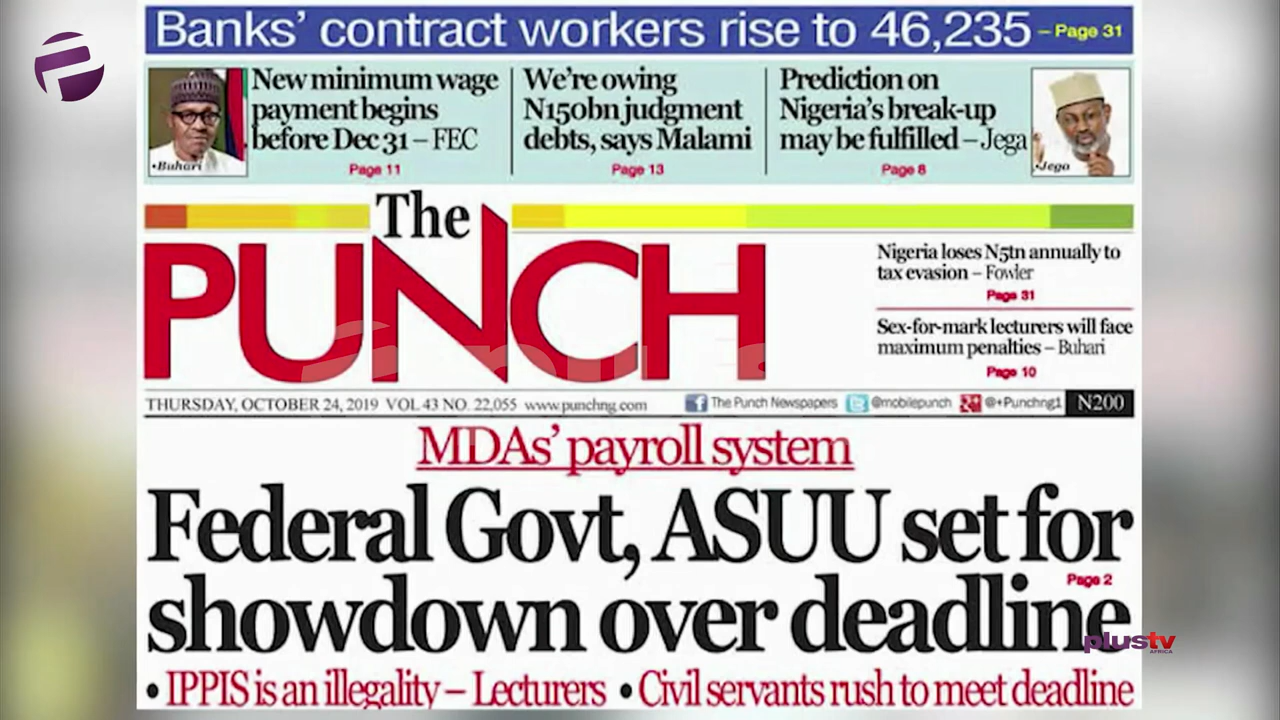 Banks' contract workers rise to 46,235 – Page 31
New minimum wage
payment begins
before Dec 31 – FEC
Page 11
•Buhari
We're owing
N150bn judgment
debts, says Malami
Page 13
Prediction on
Nigeria's break-up
may be fulfilled – Jega
Page 8
•Jega
The
PUNCH
Nigeria loses N5tn annually to
tax evasion – Fowler
Page 31
Sex-for-mark lecturers will face
maximum penalties – Buhari
Page 10
THURSDAY, OCTOBER 24, 2019 VOL 43 NO. 22,055 www.punchng.com The Punch Newspapers @mobilepunch @+Punchng1 N200
MDAs' payroll system
Federal Govt, ASUU set for
showdown over deadline
Page 2
• IPPIS is an illegality – Lecturers • Civil servants rush to meet deadline
plustv
AFRICA